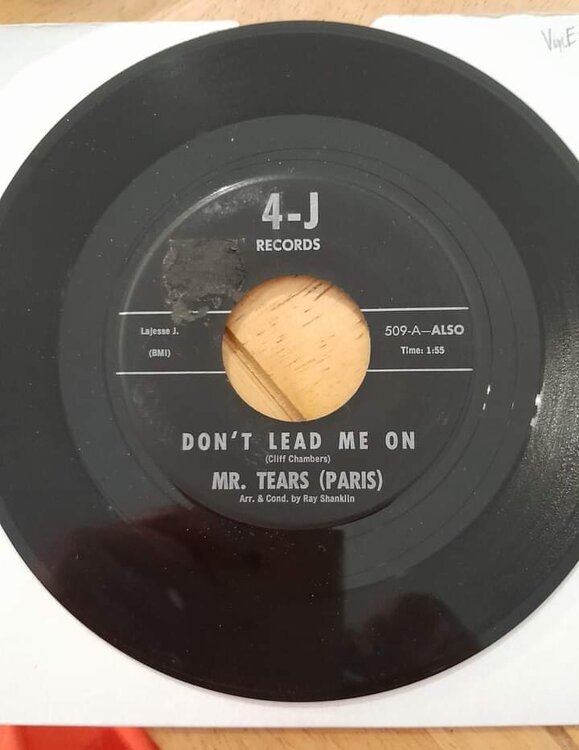 4-J
RECORDS
Lajesse J.
(BMI)
509-A—ALSO
Time: 1:55
DON'T LEAD ME ON
(Cliff Chambers)
MR. TEARS (PARIS)
Arr. & Cond. by Ray Shanklin